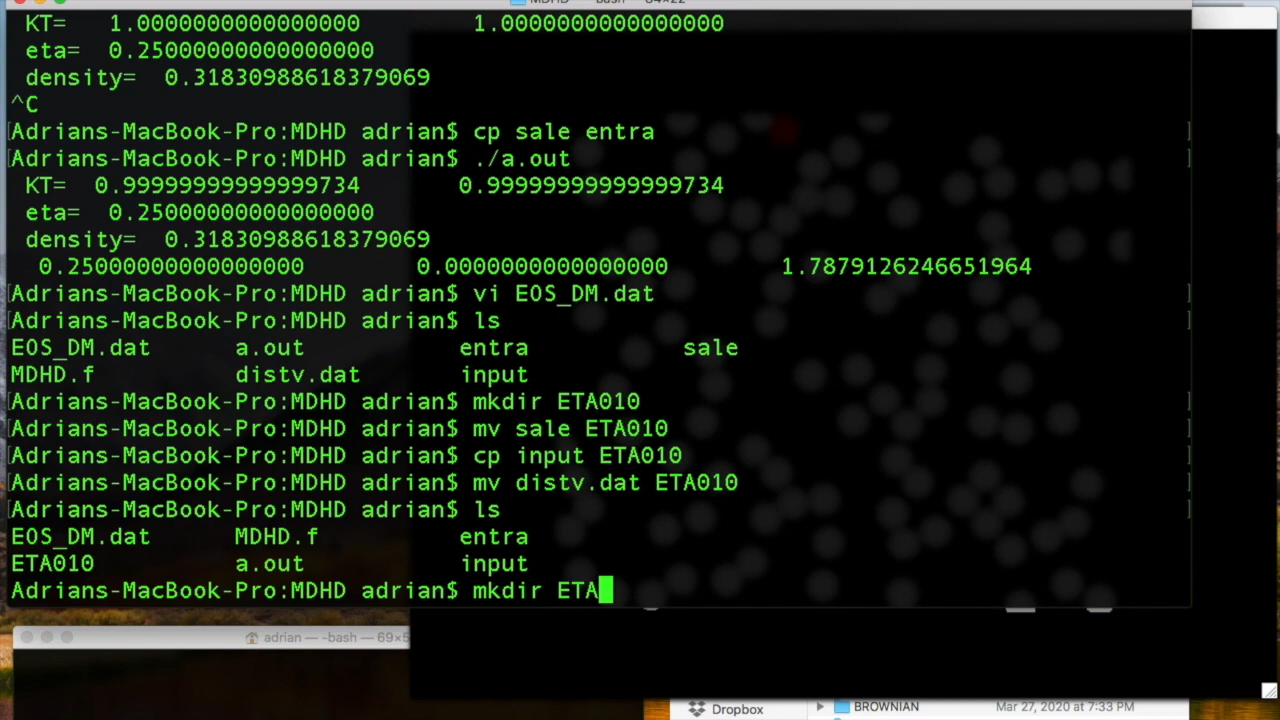 MDHD — -bash — 84×22
KT=   1.0000000000000000        1.0000000000000000
eta=  0.25000000000000000
density=  0.31830988618379069
^C
[Adrians-MacBook-Pro:MDHD adrian$ cp sale entra ]
[Adrians-MacBook-Pro:MDHD adrian$ ./a.out ]
KT=  0.99999999999999734       0.99999999999999734
eta=  0.25000000000000000
density=  0.31830988618379069
0.25000000000000000        0.0000000000000000        1.7879126246651964
[Adrians-MacBook-Pro:MDHD adrian$ vi EOS_DM.dat ]
[Adrians-MacBook-Pro:MDHD adrian$ ls ]
EOS_DM.dat      a.out           entra           sale
MDHD.f          distv.dat       input
[Adrians-MacBook-Pro:MDHD adrian$ mkdir ETA010 ]
[Adrians-MacBook-Pro:MDHD adrian$ mv sale ETA010 ]
[Adrians-MacBook-Pro:MDHD adrian$ cp input ETA010 ]
[Adrians-MacBook-Pro:MDHD adrian$ mv distv.dat ETA010 ]
[Adrians-MacBook-Pro:MDHD adrian$ ls ]
EOS_DM.dat      MDHD.f          entra
ETA010          a.out           input
Adrians-MacBook-Pro:MDHD adrian$ mkdir ETA
adrian — -bash — 69×5
Dropbox BROWNIAN Mar 27, 2020 at 7:33 PM